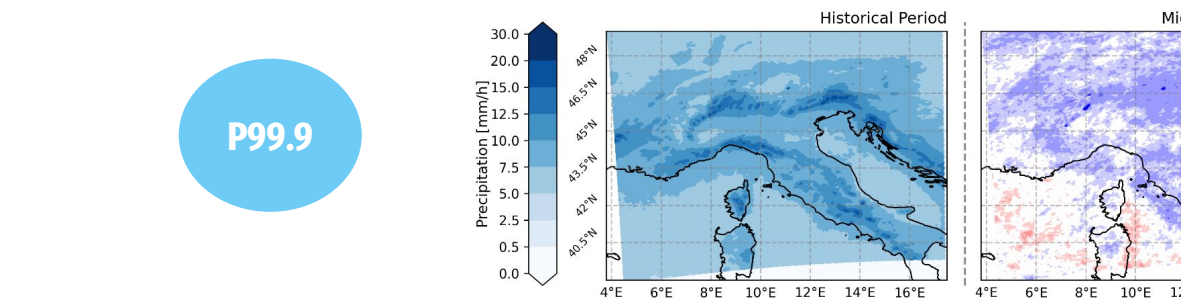 P99.9
Precipitation [mm/h]
30.0
20.0
15.0
12.5
10.0
7.5
5.0
2.5
0.5
0.0
Historical Period
48°N
46.5°N
45°N
43.5°N
42°N
40.5°N
4°E 6°E 8°E 10°E 12°E 14°E 16°E
Mi
4°E 6°E 8°E 10°E 12